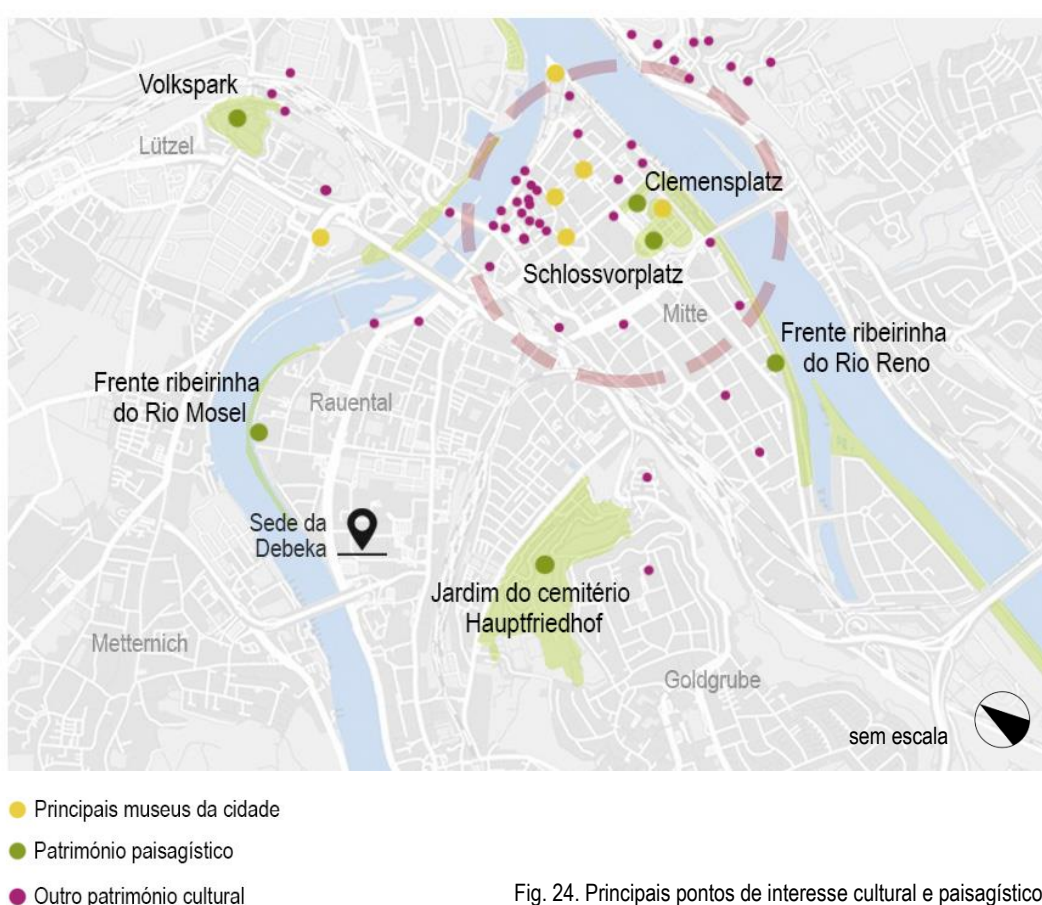 Volkspark
Lützel
Clemensplatz
Schlossvorplatz
Mitte
Frente ribeirinha
do Rio Reno
Frente ribeirinha
do Rio Mosel
Rauental
Sede da
Debeka
Jardim do cemitério
Hauptfriedhof
Metternich
Goldgrube
sem escala
Principais museus da cidade
Património paisagístico
Outro património cultural
Fig. 24. Principais pontos de interesse cultural e paisagístico